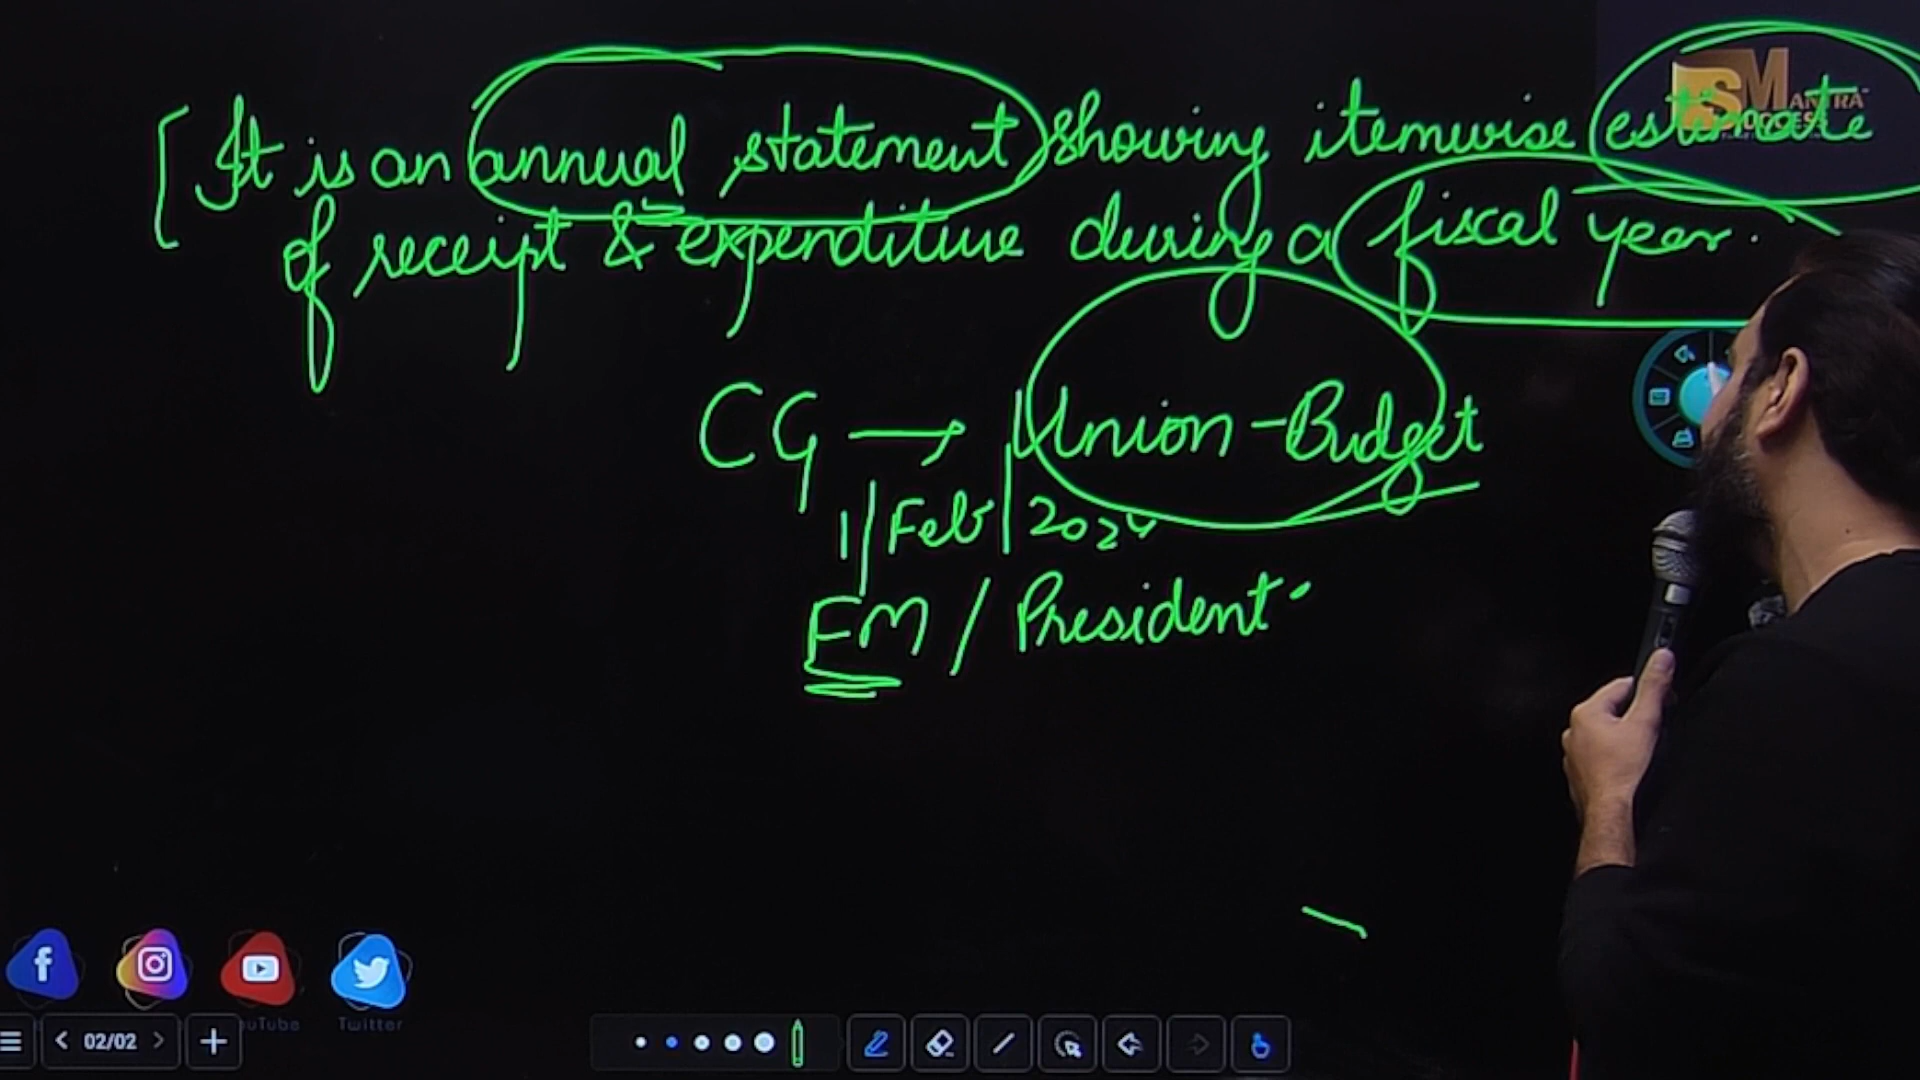 It is an annual statement showing itemwise estimate
of receipt & expenditure during a fiscal year.
CG → Union-Budget
1/Feb/2024
FM / President
Twitter
02/02